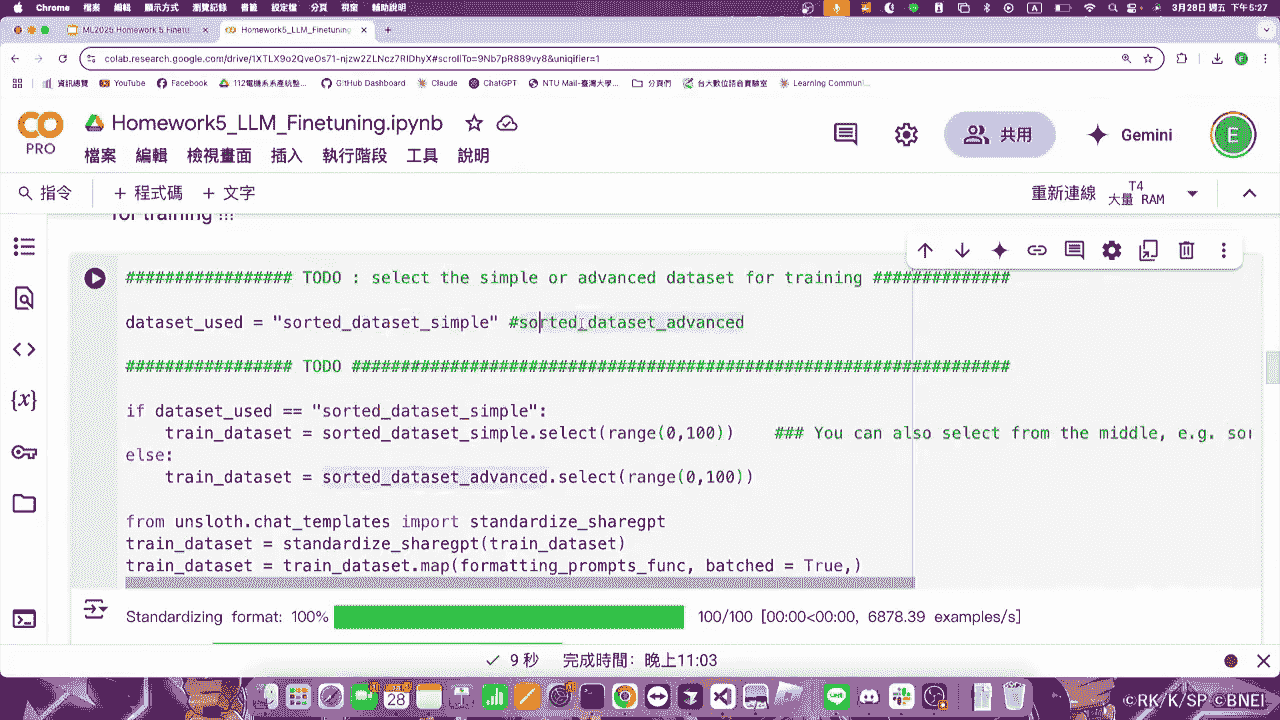 Chrome 檔案 編輯 顯示方式 瀏覽記錄 書籤 設定檔 分頁 視窗 輔助說明
3月28日 週五 下午5:27
ML2025 Homework 5 Finetu
Homework5_LLM_Finetuning
colab.research.google.com/drive/1XTLX9o2QveOs71-njzw2ZLNcz7RIDhyX#scrollTo=9Nb7pR889vy8&uniqifier=1
資訊總覽 YouTube Facebook 112電機系系產統整... GitHub Dashboard Claude ChatGPT NTU Mail-臺灣大學... 分頁們 台大數位語音實驗室 Learning Communi...
CO PRO
Homework5_LLM_Finetuning.ipynb
共用 Gemini E
檔案 編輯 檢視畫面 插入 執行階段 工具 說明
指令 + 程式碼 + 文字
重新連線 T4 大量 RAM
for training !!!
################# TODO : select the simple or advanced dataset for training ##############
dataset_used = "sorted_dataset_simple" #sorted_dataset_advanced
################# TODO ###################################################################
if dataset_used == "sorted_dataset_simple":
train_dataset = sorted_dataset_simple.select(range(0,100)) ### You can also select from the middle, e.g. sor
else:
train_dataset = sorted_dataset_advanced.select(range(0,100))
from unsloth.chat_templates import standardize_sharegpt
train_dataset = standardize_sharegpt(train_dataset)
train_dataset = train_dataset.map(formatting_prompts_func, batched = True,)
Standardizing format: 100% 100/100 [00:00<00:00, 6878.39 examples/s]
✓ 9 秒 完成時間: 晚上11:03
©RK/K/SP ©BNEI